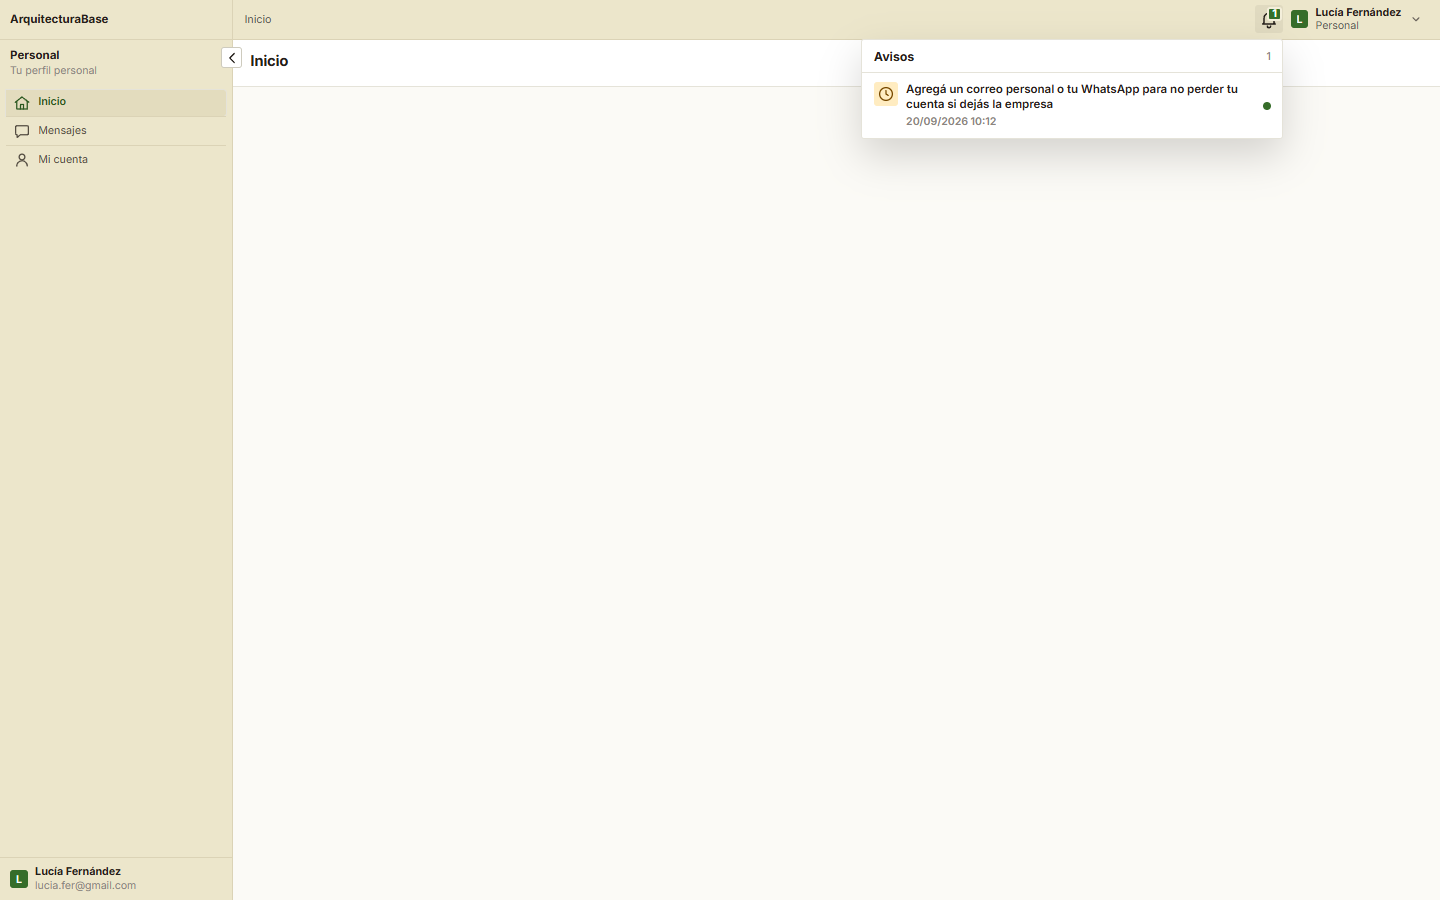 ArquitecturaBase
Inicio
1
L
Lucía Fernández
Personal
Personal
Tu perfil personal
Inicio
Mensajes
Mi cuenta
Inicio
Avisos
1
Agregá un correo personal o tu WhatsApp para no perder tu
cuenta si dejás la empresa
20/09/2026 10:12
L
Lucía Fernández
lucia.fer@gmail.com